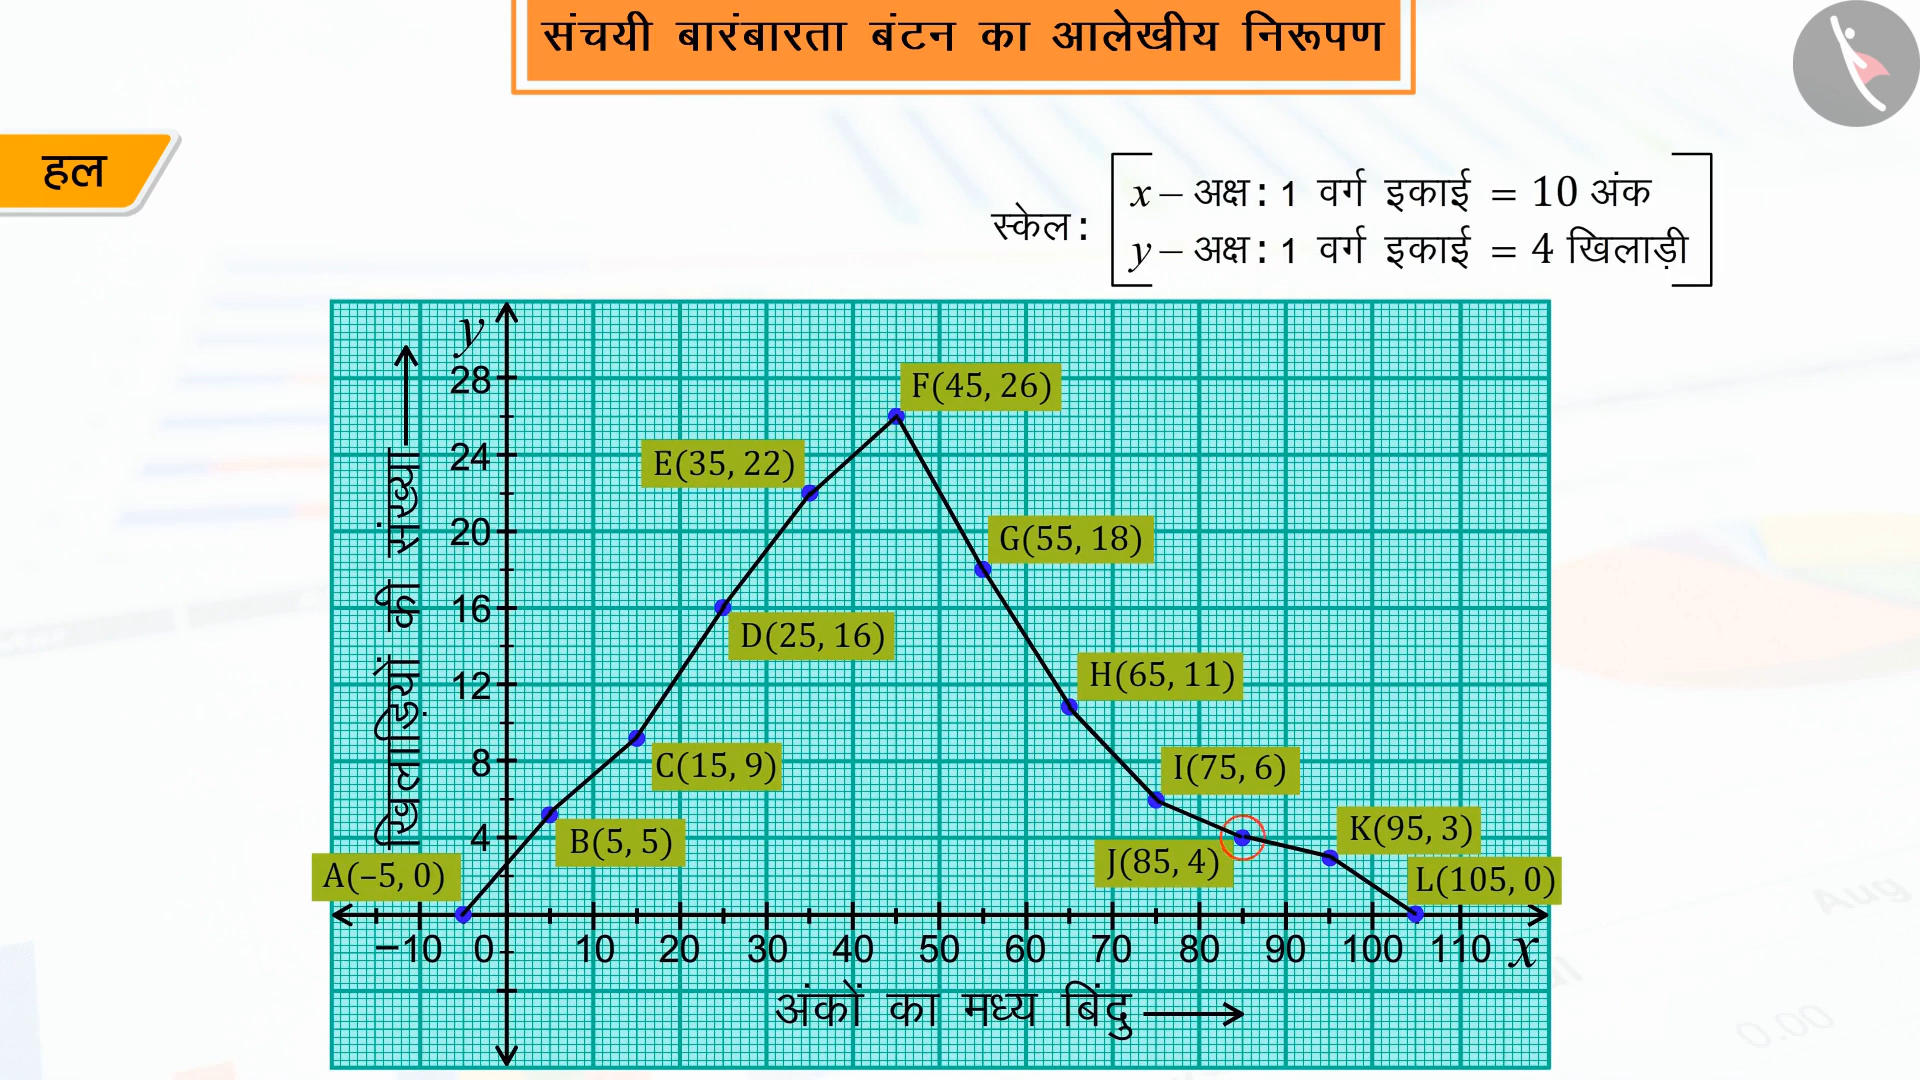 संचयी बारंबारता बंटन का आलेखीय निरूपण
हल
स्केल:
x – अक्ष: 1 वर्ग इकाई = 10 अंक
y – अक्ष: 1 वर्ग इकाई = 4 खिलाड़ी
y
28
24
20
16
12
8
4
खिलाड़ियों की संख्या
F(45, 26)
E(35, 22)
G(55, 18)
D(25, 16)
H(65, 11)
C(15, 9)
I(75, 6)
B(5, 5)
K(95, 3)
J(85, 4)
A(–5, 0)
L(105, 0)
–10 0 10 20 30 40 50 60 70 80 90 100 110 x
अंकों का मध्य बिंदु
Aug
0.00